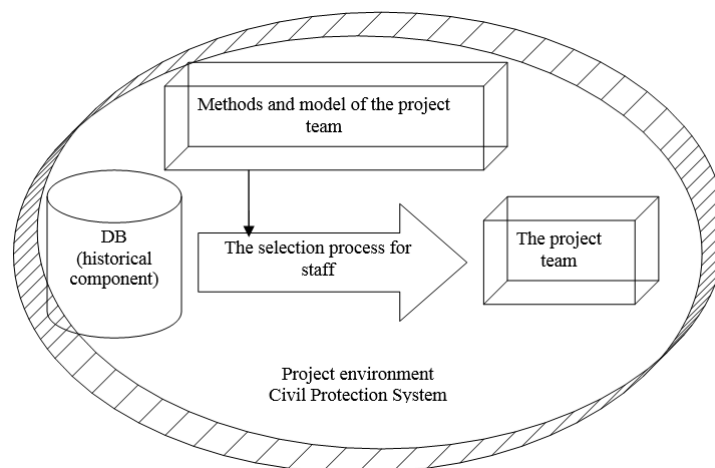 Methods and model of the project
team
DB
(historical
component)
The selection process for
staff
The project
team
Project environment
Civil Protection System